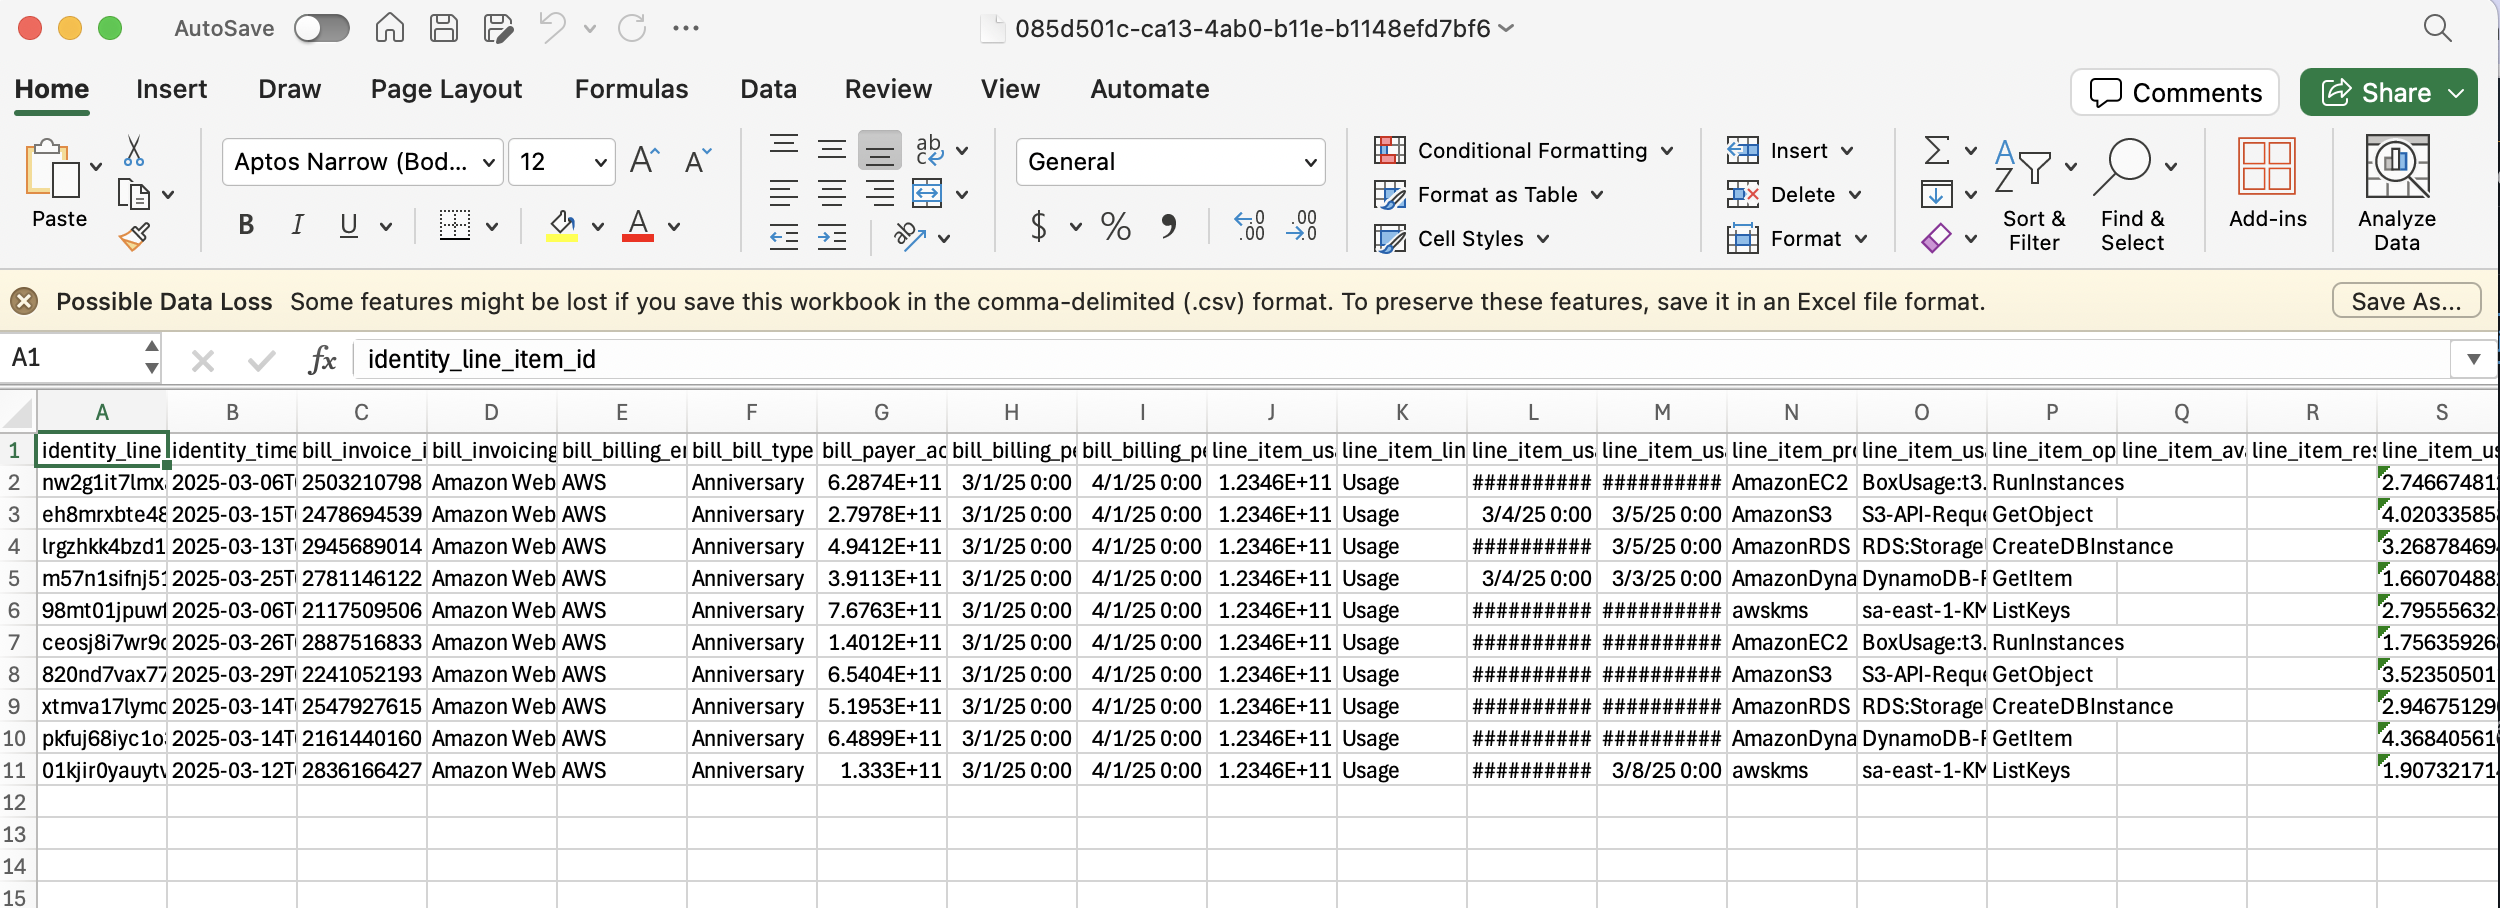 AutoSave 085d501c-ca13-4ab0-b11e-b1148efd7bf6
Home Insert Draw Page Layout Formulas Data Review View Automate Comments Share
Paste
Aptos Narrow (Bod... 12
B I U
General
$ % 9
Conditional Formatting
Format as Table
Cell Styles
Insert
Delete
Format
Sort & Filter
Find & Select
Add-ins
Analyze Data
Possible Data Loss Some features might be lost if you save this workbook in the comma-delimited (.csv) format. To preserve these features, save it in an Excel file format. Save As...
A1 fx identity_line_item_id
A B C D E F G H I J K L M N O P Q R S
1 identity_line identity_time bill_invoice_i bill_invoicing bill_billing_e bill_bill_type bill_payer_ac bill_billing_pe bill_billing_pe line_item_usa line_item_lin line_item_usa line_item_usa line_item_pro line_item_usa line_item_op line_item_ava line_item_res line_item_us
2 nw2g1it7lmx 2025-03-06T 2503210798 Amazon Web AWS Anniversary 6.2874E+11 3/1/25 0:00 4/1/25 0:00 1.2346E+11 Usage ########## ########## AmazonEC2 BoxUsage:t3. RunInstances 2.74667481
3 eh8mrxbte48 2025-03-15T 2478694539 Amazon Web AWS Anniversary 2.7978E+11 3/1/25 0:00 4/1/25 0:00 1.2346E+11 Usage 3/4/25 0:00 3/5/25 0:00 AmazonS3 S3-API-Reque GetObject 4.02033585
4 lrgzhkk4bzd1 2025-03-13T 2945689014 Amazon Web AWS Anniversary 4.9412E+11 3/1/25 0:00 4/1/25 0:00 1.2346E+11 Usage ########## 3/5/25 0:00 AmazonRDS RDS:Storage CreateDBInstance 3.26878469
5 m57n1sifnj51 2025-03-25T 2781146122 Amazon Web AWS Anniversary 3.9113E+11 3/1/25 0:00 4/1/25 0:00 1.2346E+11 Usage 3/4/25 0:00 3/3/25 0:00 AmazonDyna DynamoDB-F GetItem 1.66070488
6 98mt01jpuwf 2025-03-06T 2117509506 Amazon Web AWS Anniversary 7.6763E+11 3/1/25 0:00 4/1/25 0:00 1.2346E+11 Usage ########## ########## awskms sa-east-1-KM ListKeys 2.79555632
7 ceosj8i7wr9c 2025-03-26T 2887516833 Amazon Web AWS Anniversary 1.4012E+11 3/1/25 0:00 4/1/25 0:00 1.2346E+11 Usage ########## ########## AmazonEC2 BoxUsage:t3. RunInstances 1.75635926
8 820nd7vax77 2025-03-29T 2241052193 Amazon Web AWS Anniversary 6.5404E+11 3/1/25 0:00 4/1/25 0:00 1.2346E+11 Usage ########## ########## AmazonS3 S3-API-Reque GetObject 3.52350501
9 xtmva17lymc 2025-03-14T 2547927615 Amazon Web AWS Anniversary 5.1953E+11 3/1/25 0:00 4/1/25 0:00 1.2346E+11 Usage ########## ########## AmazonRDS RDS:Storage CreateDBInstance 2.94675129
10 pkfuj68iyc1o 2025-03-14T 2161440160 Amazon Web AWS Anniversary 6.4899E+11 3/1/25 0:00 4/1/25 0:00 1.2346E+11 Usage ########## ########## AmazonDyna DynamoDB-F GetItem 4.36840561
11 01kjir0yauytv 2025-03-12T 2836166427 Amazon Web AWS Anniversary 1.333E+11 3/1/25 0:00 4/1/25 0:00 1.2346E+11 Usage ########## 3/8/25 0:00 awskms sa-east-1-KM ListKeys 1.90732171
12
13
14
15